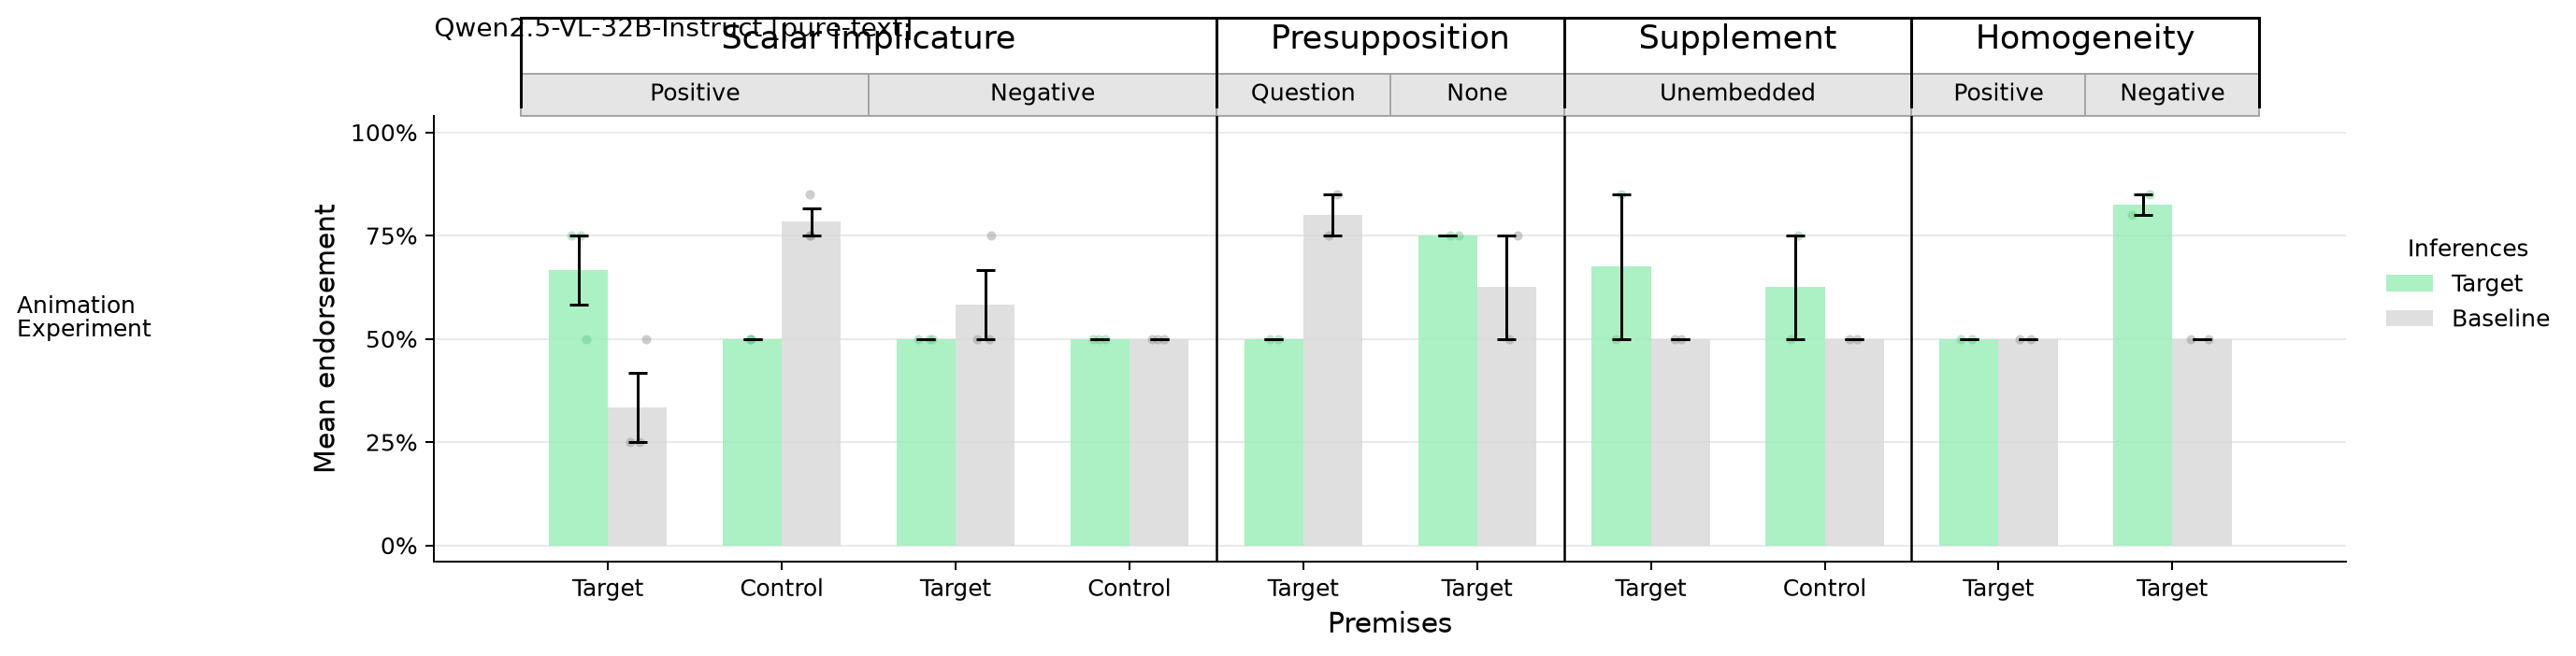 Qwen2.5-VL-32B-Instruct [pure-text]
Scalar Implicature Presupposition Supplement Homogeneity
Positive Negative Question None Unembedded Positive Negative
100%
75%
50%
25%
0%
Mean endorsement
Animation
Experiment
Inferences
Target
Baseline
Target Control Target Control Target Target Target Control Target Target
Premises